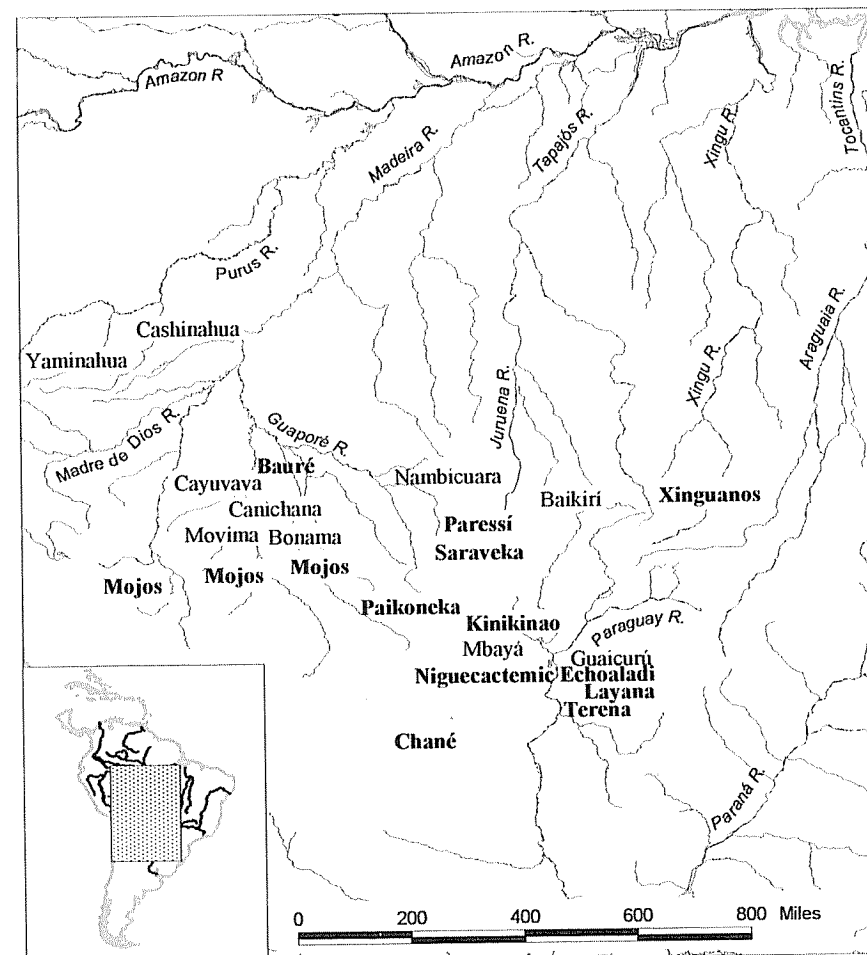 Amazon R.
Amazon R
Tocantins R.
Xingu R.
Tapajós R.
Madeira R.
Purus R.
Cashinahua
Yaminahua
Araguaia R.
Xingu R.
Juruena R.
Madre de Dios R.
Guaporé R.
Bauré
Nambicuara
Cayuvava
Baikirí
Xinguanos
Canichana
Paressí
Movima
Bonama
Saraveka
Mojos
Mojos
Mojos
Paikoneka
Kinikinao
Paraguay R.
Mbayá
Guaicurú
Niguecactemic
Echoaladi
Layana
Terena
Chané
Paraná R.
0 200 400 600 800 Miles